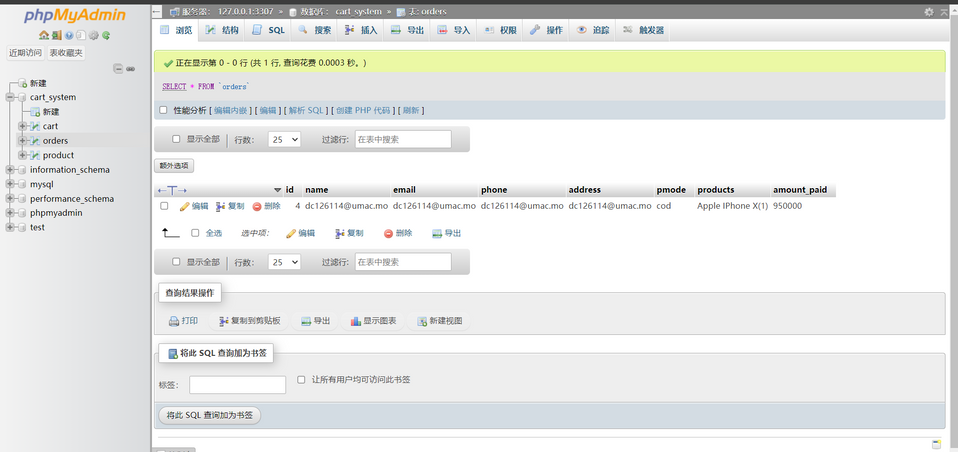 phpMyAdmin
近期访问 表收藏夹
新建
cart_system
新建
cart
orders
product
information_schema
mysql
performance_schema
phpmyadmin
test
服务器: 127.0.0.1:3307 » 数据库: cart_system » 表: orders
浏览 结构 SQL 搜索 插入 导出 导入 权限 操作 追踪 触发器
正在显示第 0 - 0 行 (共 1 行, 查询花费 0.0003 秒。)
SELECT * FROM `orders`
性能分析 [ 编辑内嵌 ] [ 编辑 ] [ 解析 SQL ] [ 创建 PHP 代码 ] [ 刷新 ]
显示全部 | 行数: 25 过滤行: 在表中搜索
额外选项
←T→ id name email phone address pmode products amount_paid
编辑 复制 删除 4 dc126114@umac.mo dc126114@umac.mo dc126114@umac.mo dc126114@umac.mo cod Apple IPhone X(1) 950000
全选 选中项: 编辑 复制 删除 导出
显示全部 | 行数: 25 过滤行: 在表中搜索
查询结果操作
打印 复制到剪贴板 导出 显示图表 新建视图
将此 SQL 查询加为书签
标签: 让所有用户均可访问此书签
将此 SQL 查询加为书签